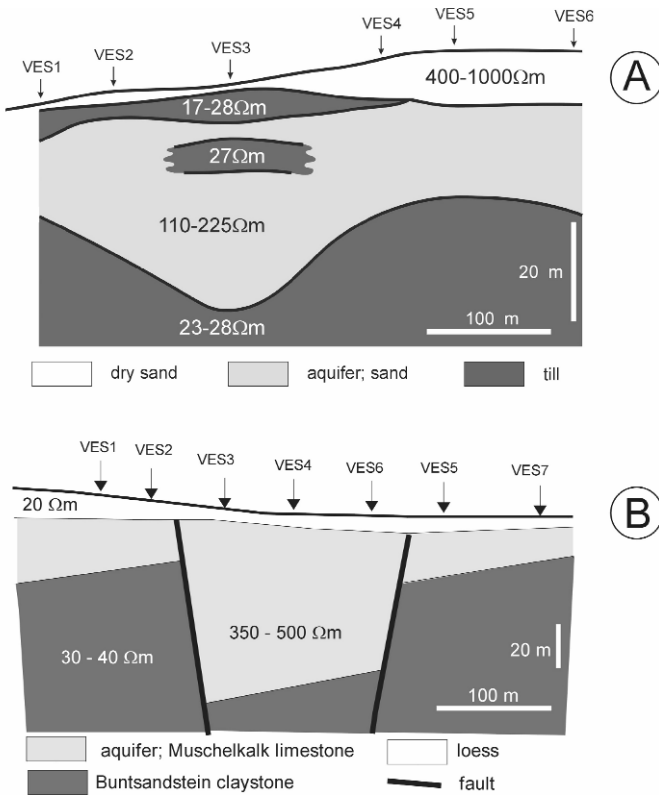 VES1 VES2 VES3 VES4 VES5 VES6
400-1000Ωm
A
17-28Ωm
27Ωm
110-225Ωm
20 m
23-28Ωm
100 m
dry sand aquifer; sand till
VES1 VES2 VES3 VES4 VES6 VES5 VES7
20 Ωm
B
350 - 500 Ωm
30 - 40 Ωm
20 m
100 m
aquifer; Muschelkalk limestone loess
Buntsandstein claystone fault